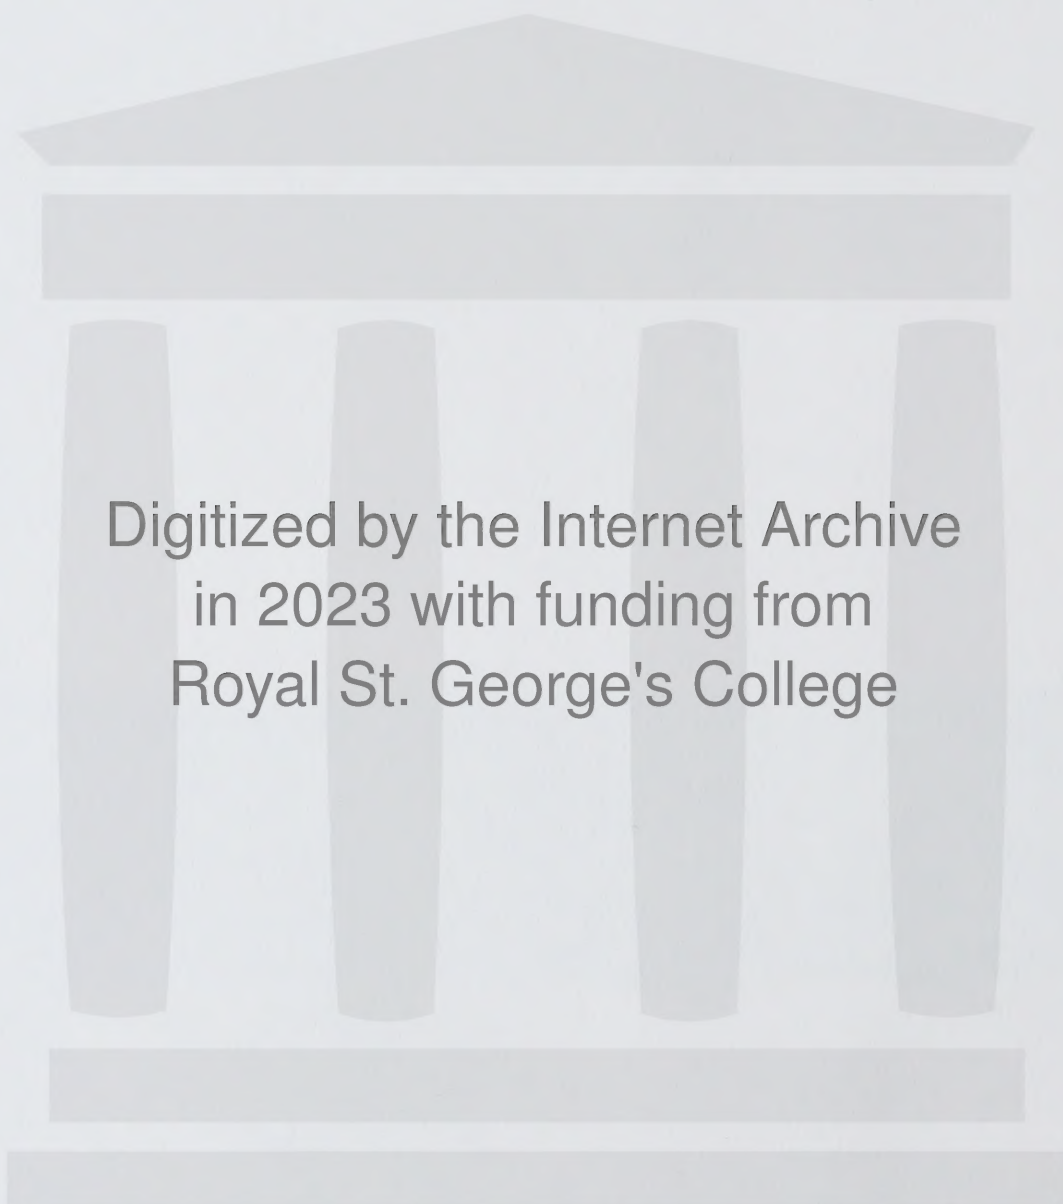 Digitized by the Internet Archive
in 2023 with funding from
Royal St. George's College